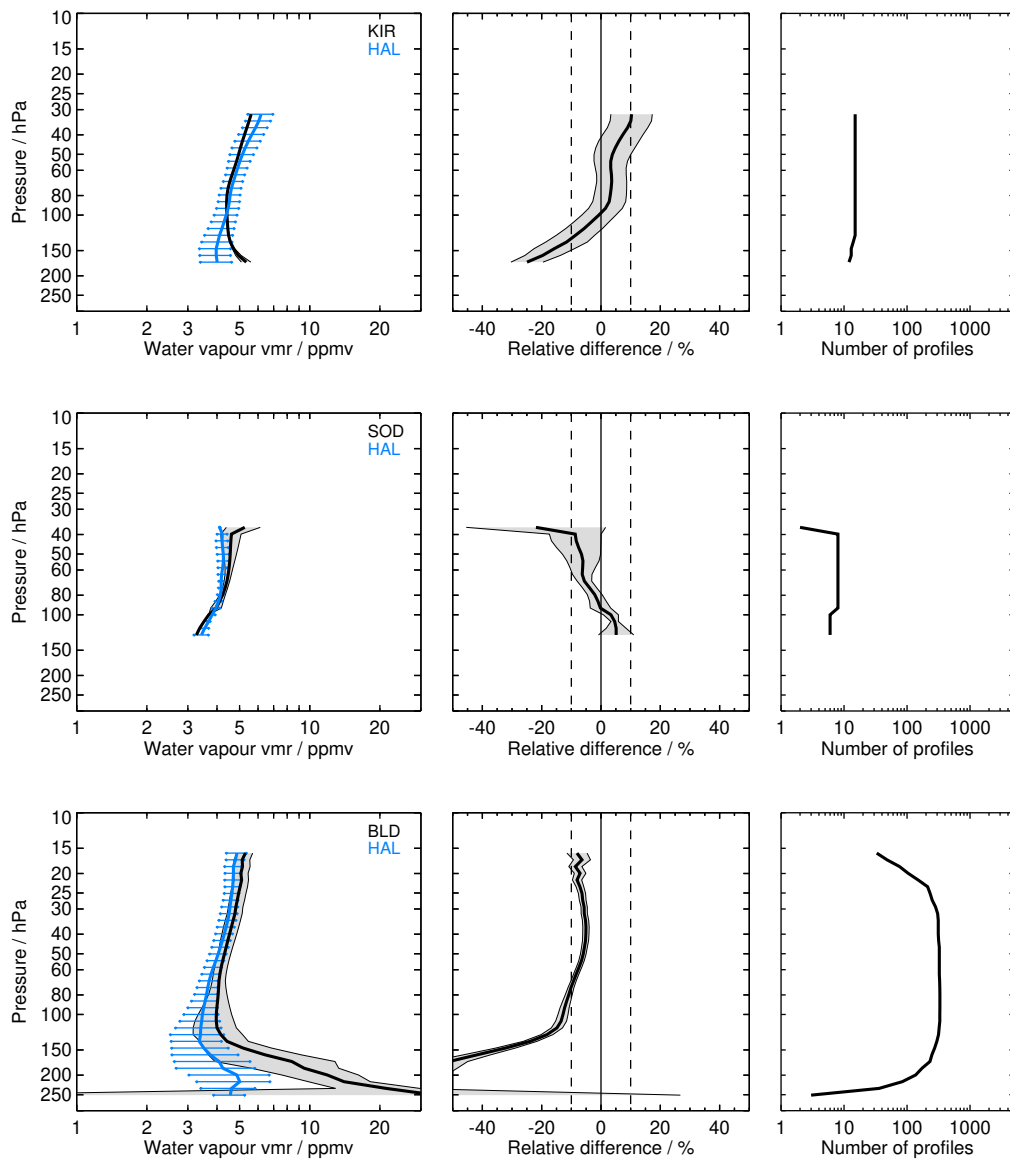 KIR
HAL
10
15
20
25
30
40
50
60
80
100
150
200
250
Pressure / hPa
1 2 3 5 10 20
Water vapour vmr / ppmv
-40 -20 0 20 40
Relative difference / %
1 10 100 1000
Number of profiles
SOD
HAL
10
15
20
25
30
40
50
60
80
100
150
200
250
Pressure / hPa
1 2 3 5 10 20
Water vapour vmr / ppmv
-40 -20 0 20 40
Relative difference / %
1 10 100 1000
Number of profiles
BLD
HAL
10
15
20
25
30
40
50
60
80
100
150
200
250
Pressure / hPa
1 2 3 5 10 20
Water vapour vmr / ppmv
-40 -20 0 20 40
Relative difference / %
1 10 100 1000
Number of profiles